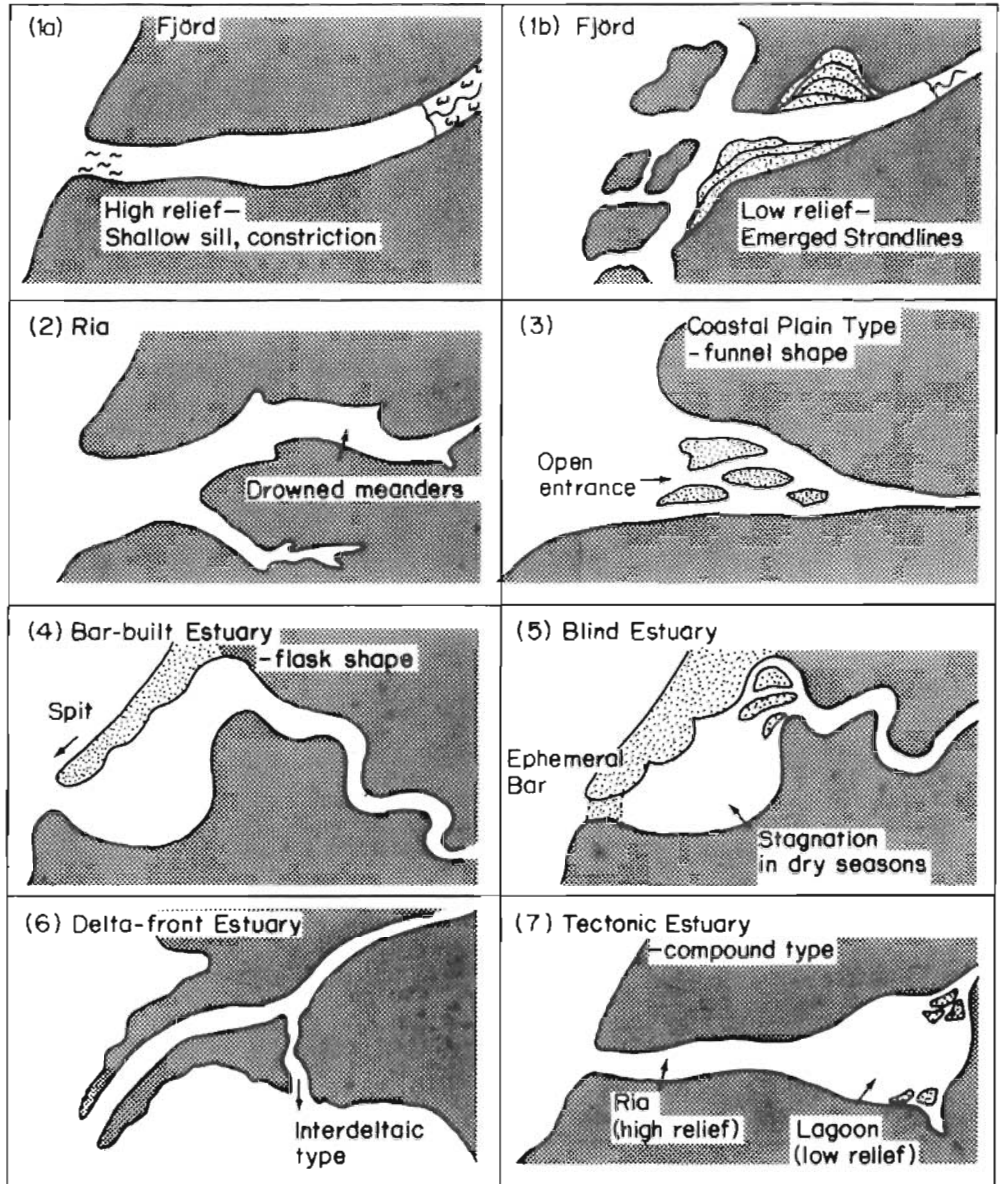 (1a) Fjörd
High relief–
Shallow sill, constriction
(1b) Fjörd
Low relief–
Emerged Strandlines
(2) Ria
Drowned meanders
(3) Coastal Plain Type
-funnel shape
Open
entrance
(4) Bar-built Estuary
-flask shape
Spit
(5) Blind Estuary
Ephemeral
Bar
Stagnation
in dry seasons
(6) Delta-front Estuary
Interdeltaic
type
(7) Tectonic Estuary
-compound type
Ria
(high relief)
Lagoon
(low relief)